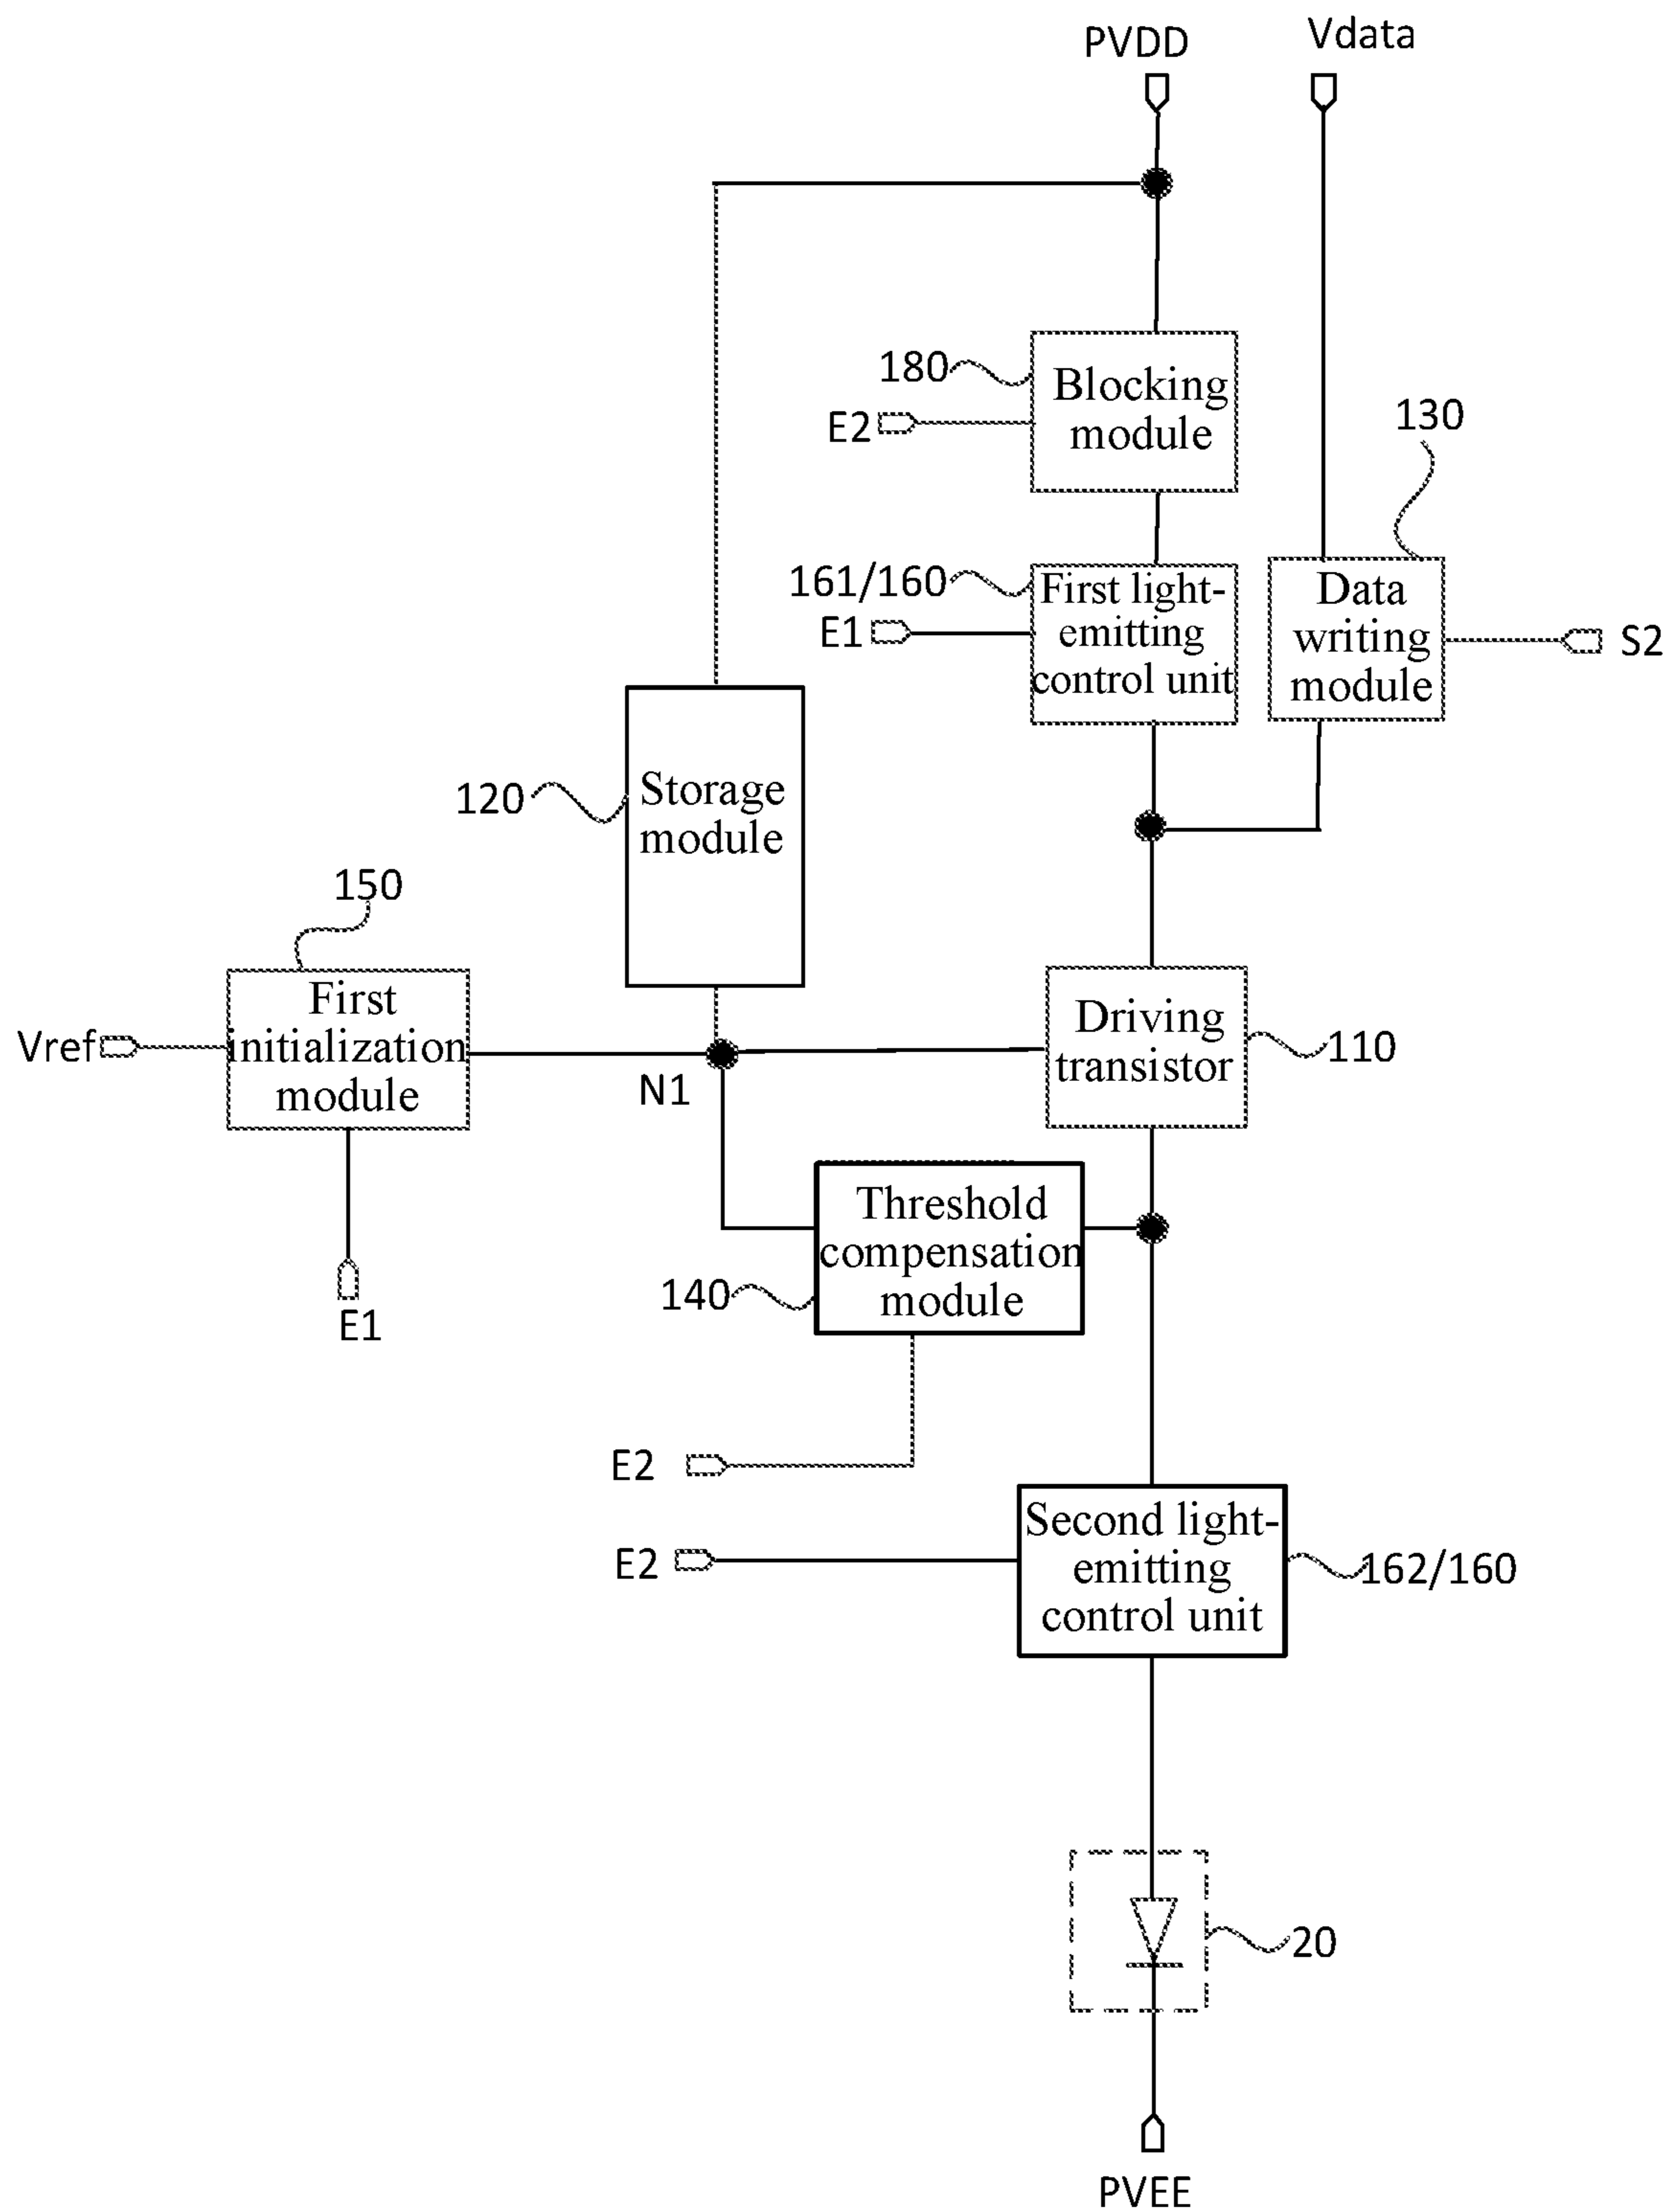 PVDD
Vdata
180
Blocking
module
E2
130
161/160
First light-
emitting
control unit
E1
Data
writing
module
S2
120
Storage
module
150
First
initialization
module
Vref
N1
Driving
transistor
110
E1
Threshold
compensation
module
140
E2
Second light-
emitting
control unit
E2
162/160
20
PVEE